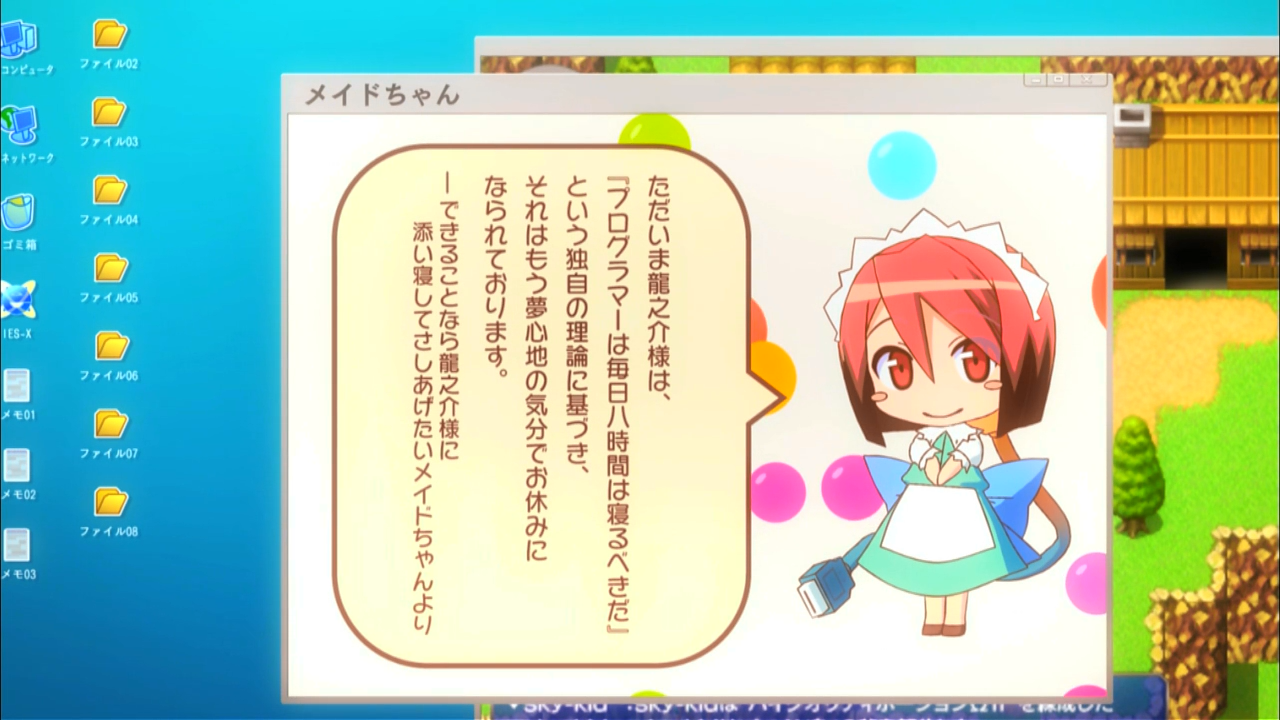 コンピュータ
ネットワーク
ゴミ箱
IES-X
メモ01
メモ02
メモ03
ファイル02
ファイル03
ファイル04
ファイル05
ファイル06
ファイル07
ファイル08
メイドちゃん
ただいま龍之介様は、
『プログラマーは毎日八時間は寝るべきだ』
という独自の理論に基づき、
それはもう夢心地の気分でお休みに
なられております。
ーできることなら龍之介様に
添い寝してさしあげたいメイドちゃんより